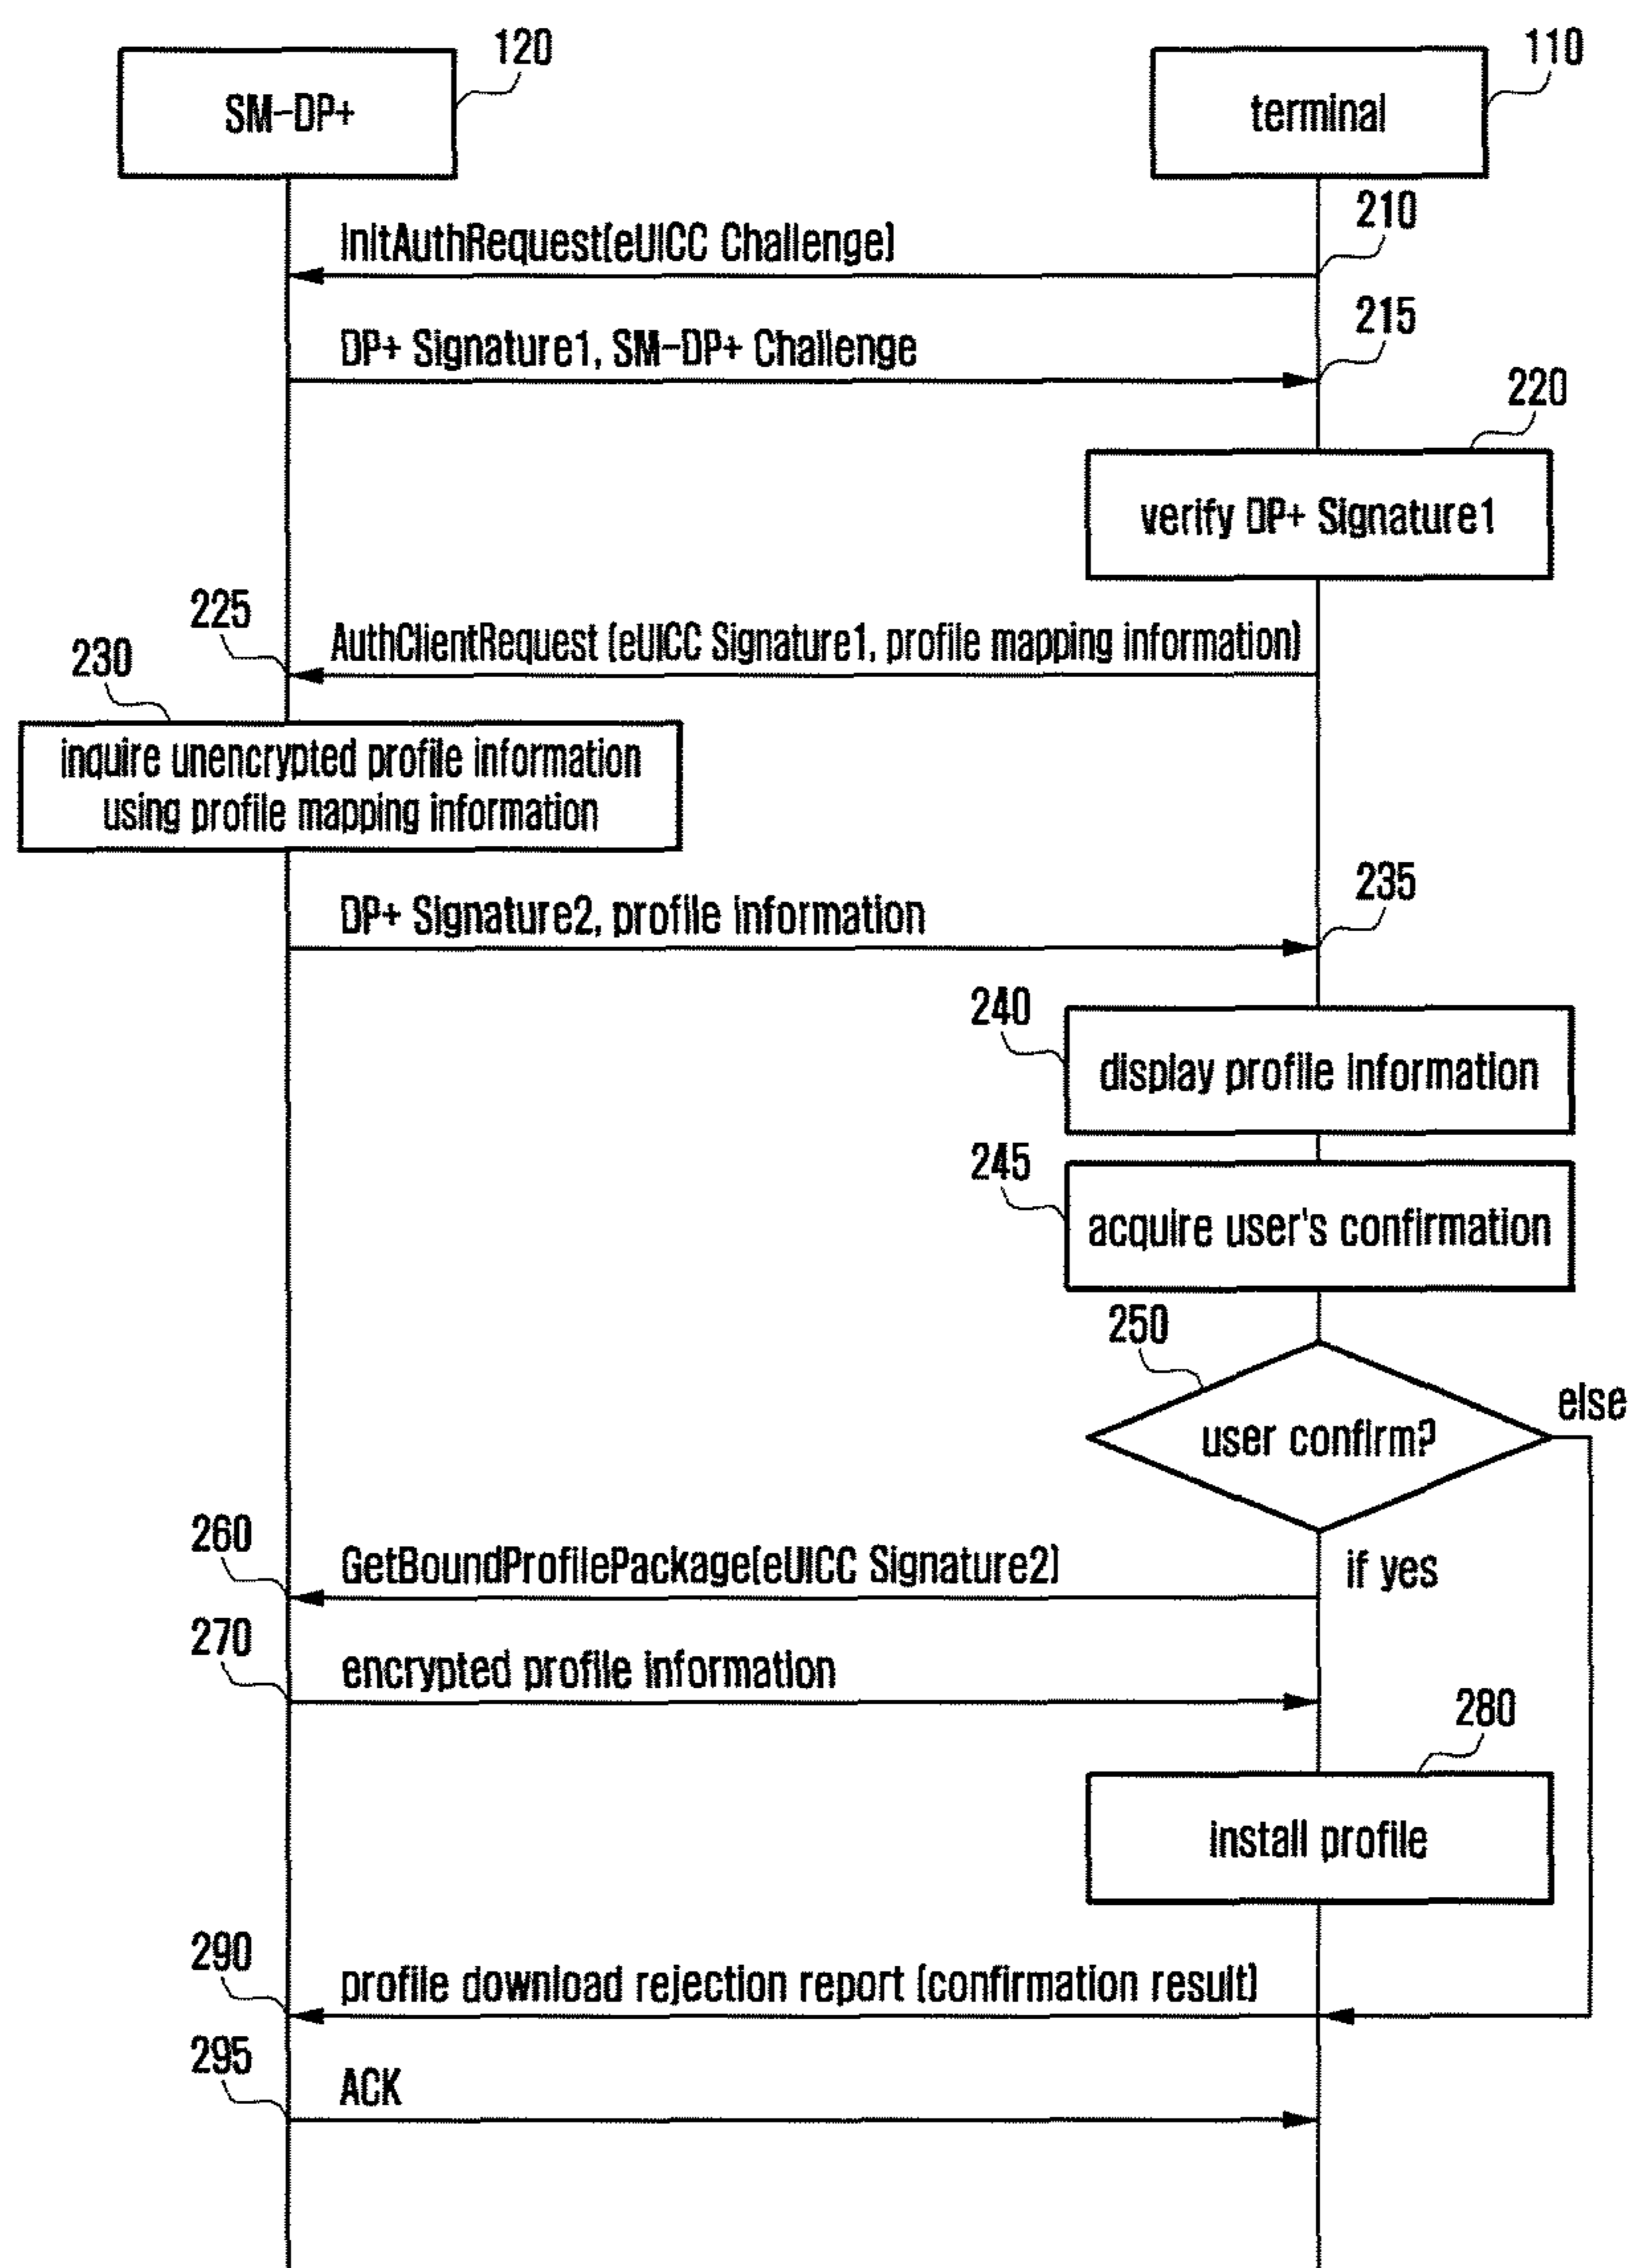 120
SM-DP+
110
terminal
210
InitAuthRequest(eUICC Challenge)
215
DP+ Signature1, SM-DP+ Challenge
220
verify DP+ Signature1
225
AuthClientRequest (eUICC Signature1, profile mapping information)
230
inquire unencrypted profile information
using profile mapping information
235
DP+ Signature2, profile information
240
display profile information
245
acquire user's confirmation
250
user confirm?
else
if yes
260
GetBoundProfilePackage(eUICC Signature2)
270
encrypted profile information
280
install profile
290
profile download rejection report (confirmation result)
295
ACK